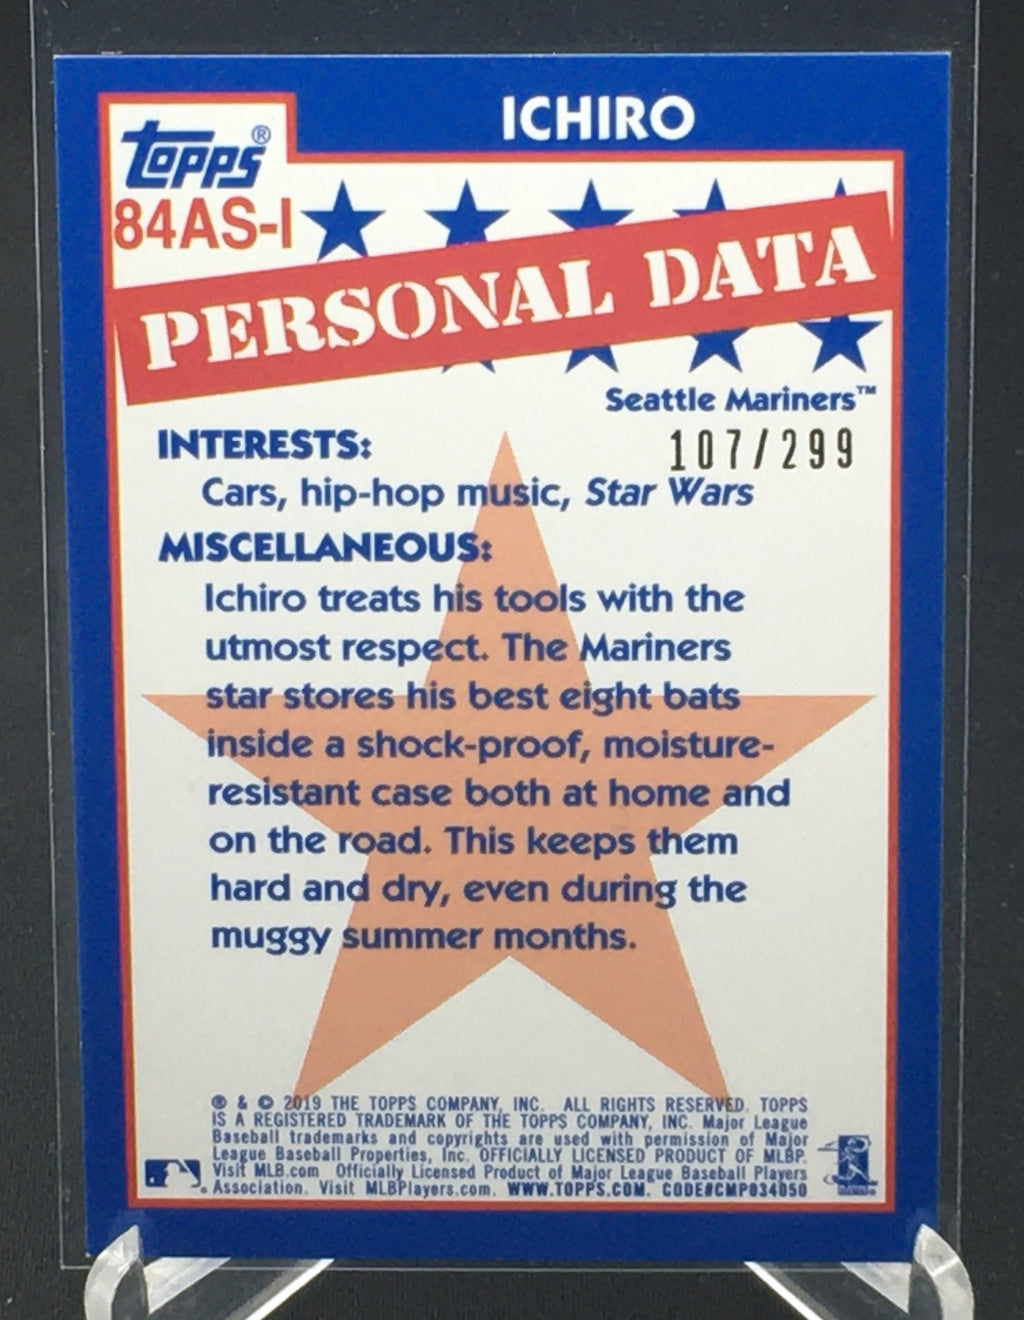 ICHIRO
Topps®
84AS-I
PERSONAL DATA
Seattle Mariners™
107/299
INTERESTS:
Cars, hip-hop music, Star Wars
MISCELLANEOUS:
Ichiro treats his tools with the
utmost respect. The Mariners
star stores his best eight bats
inside a shock-proof, moisture-
resistant case both at home and
on the road. This keeps them
hard and dry, even during the
muggy summer months.
® & © 2019 THE TOPPS COMPANY, INC. ALL RIGHTS RESERVED. TOPPS
IS A REGISTERED TRADEMARK OF THE TOPPS COMPANY, INC. Major League
Baseball trademarks and copyrights are used with permission of Major
League Baseball Properties, Inc. OFFICIALLY LICENSED PRODUCT OF MLBP.
Visit MLB.com Officially Licensed Product of Major League Baseball Players
Association. Visit MLBPlayers.com. WWW.TOPPS.COM. CODE#CMP034050